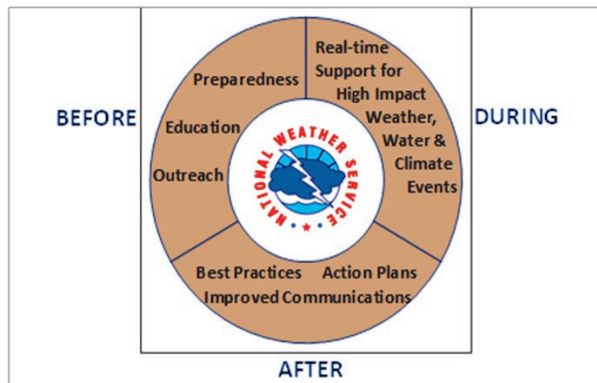 BEFORE
Preparedness
Education
Outreach
Real-time
Support for
High Impact
Weather,
Water &
Climate
Events
DURING
NATIONAL WEATHER SERVICE
Best Practices Action Plans
Improved Communications
AFTER